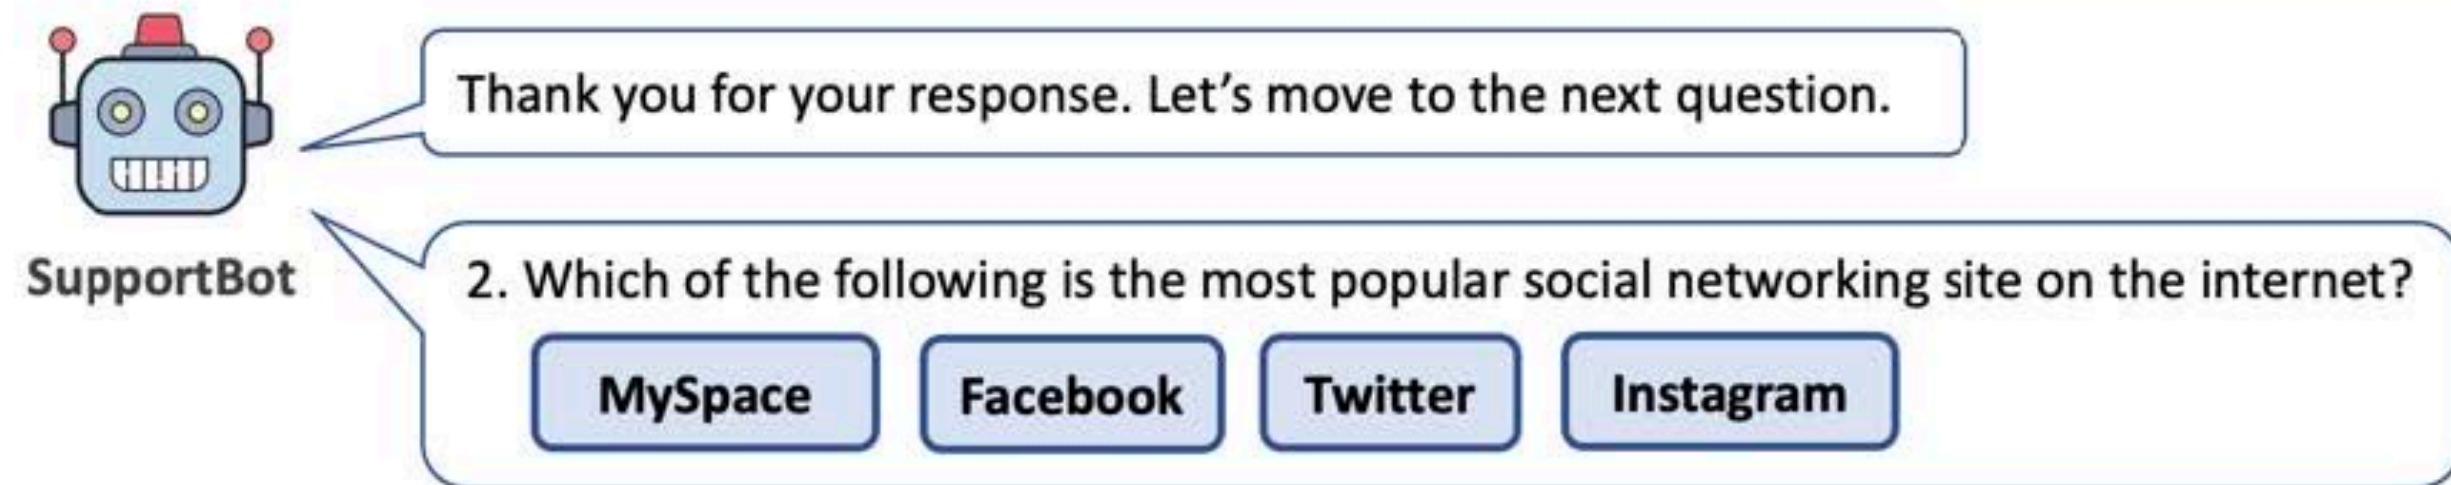 Thank you for your response. Let's move to the next question.
SupportBot
2. Which of the following is the most popular social networking site on the internet?
MySpace Facebook Twitter Instagram